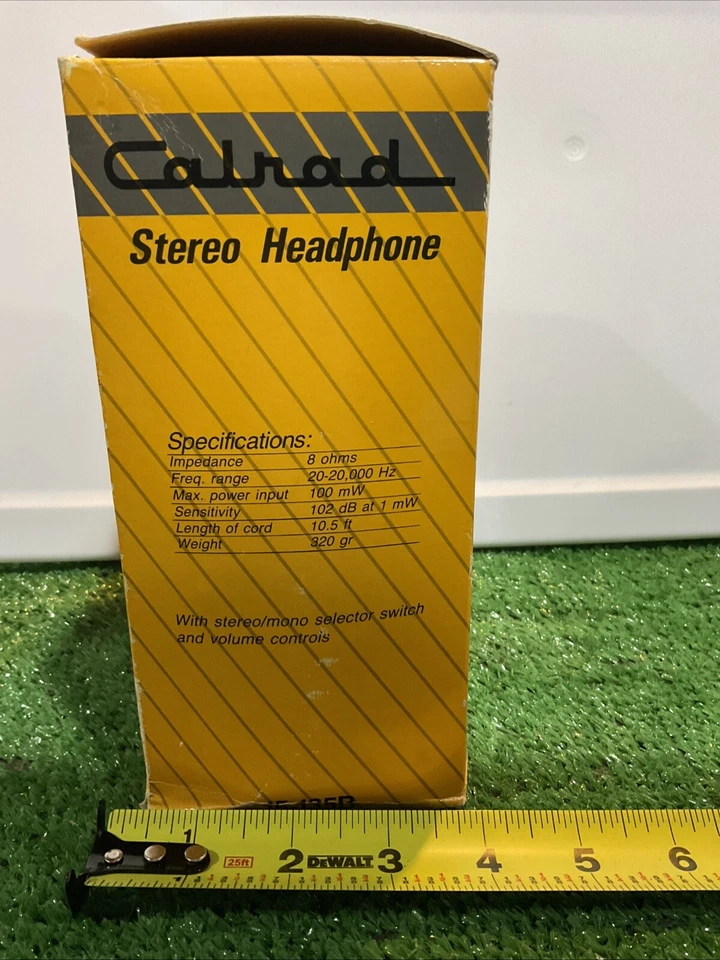 Calrad
Stereo Headphone
Specifications:
Impedance 8 ohms
Freq. range 20-20,000 Hz
Max. power input 100 mW
Sensitivity 102 dB at 1 mW
Length of cord 10.5 ft
Weight 320 gr
With stereo/mono selector switch
and volume controls
1 25ft 2 DEWALT 3 4 5 6